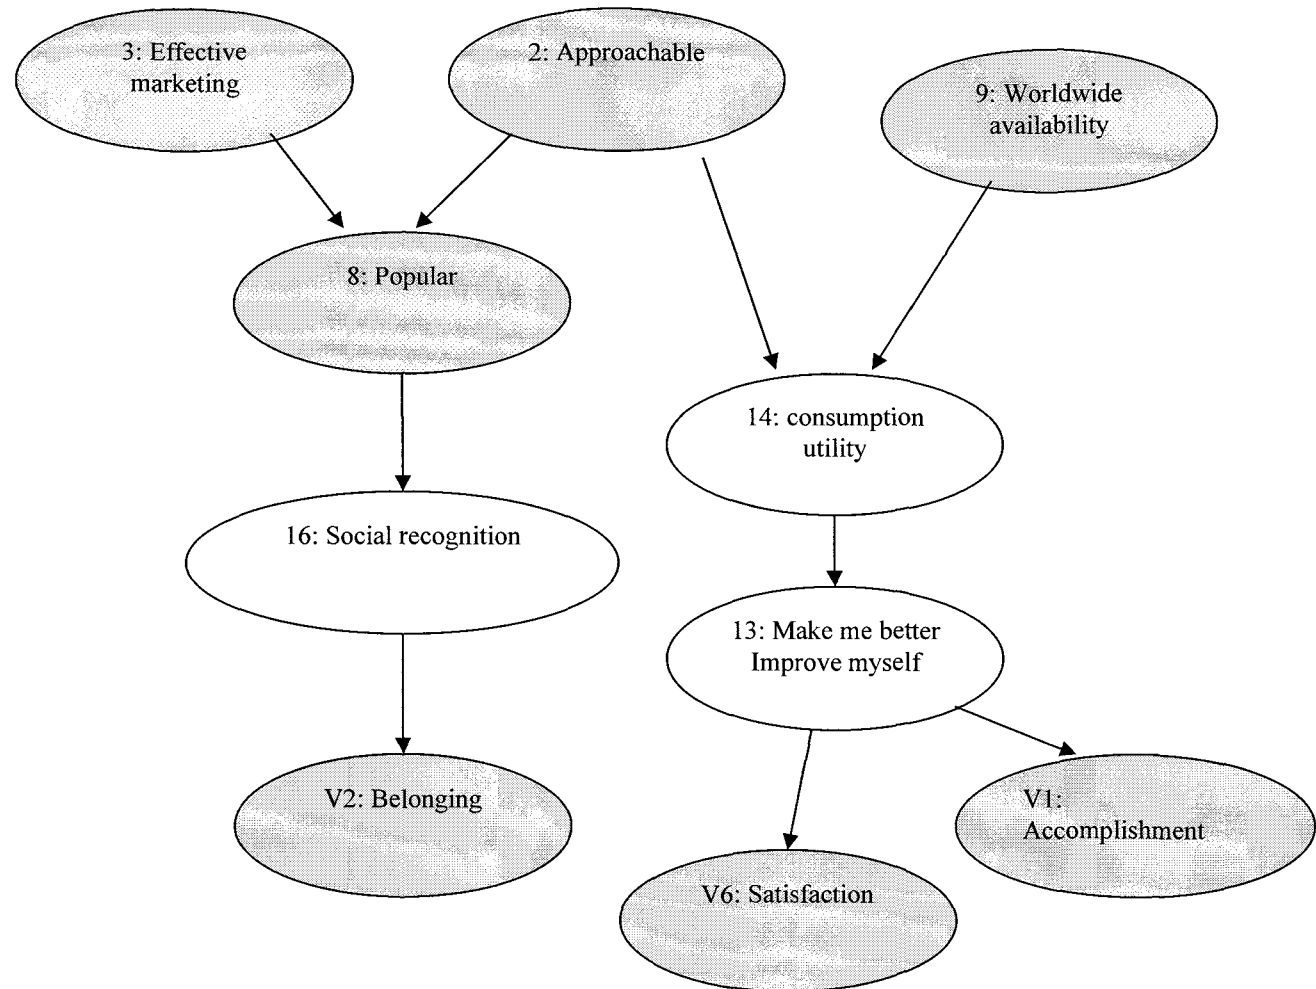 3: Effective
marketing
2: Approachable
9: Worldwide
availability
8: Popular
14: consumption
utility
16: Social recognition
13: Make me better
Improve myself
V2: Belonging
V1:
Accomplishment
V6: Satisfaction